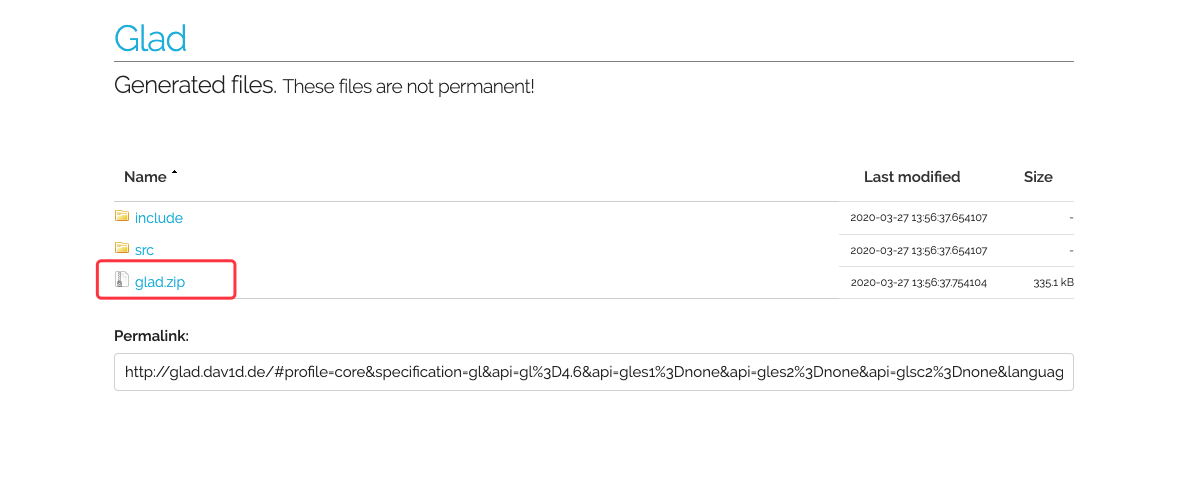 Glad
Generated files. These files are not permanent!
Name Last modified Size
include 2020-03-27 13:56:37.654107 -
src 2020-03-27 13:56:37.654107 -
glad.zip 2020-03-27 13:56:37.754104 335.1 kB
Permalink:
http://glad.dav1d.de/#profile=core&specification=gl&api=gl%3D4.6&api=gles1%3Dnone&api=gles2%3Dnone&api=glsc2%3Dnone&languag